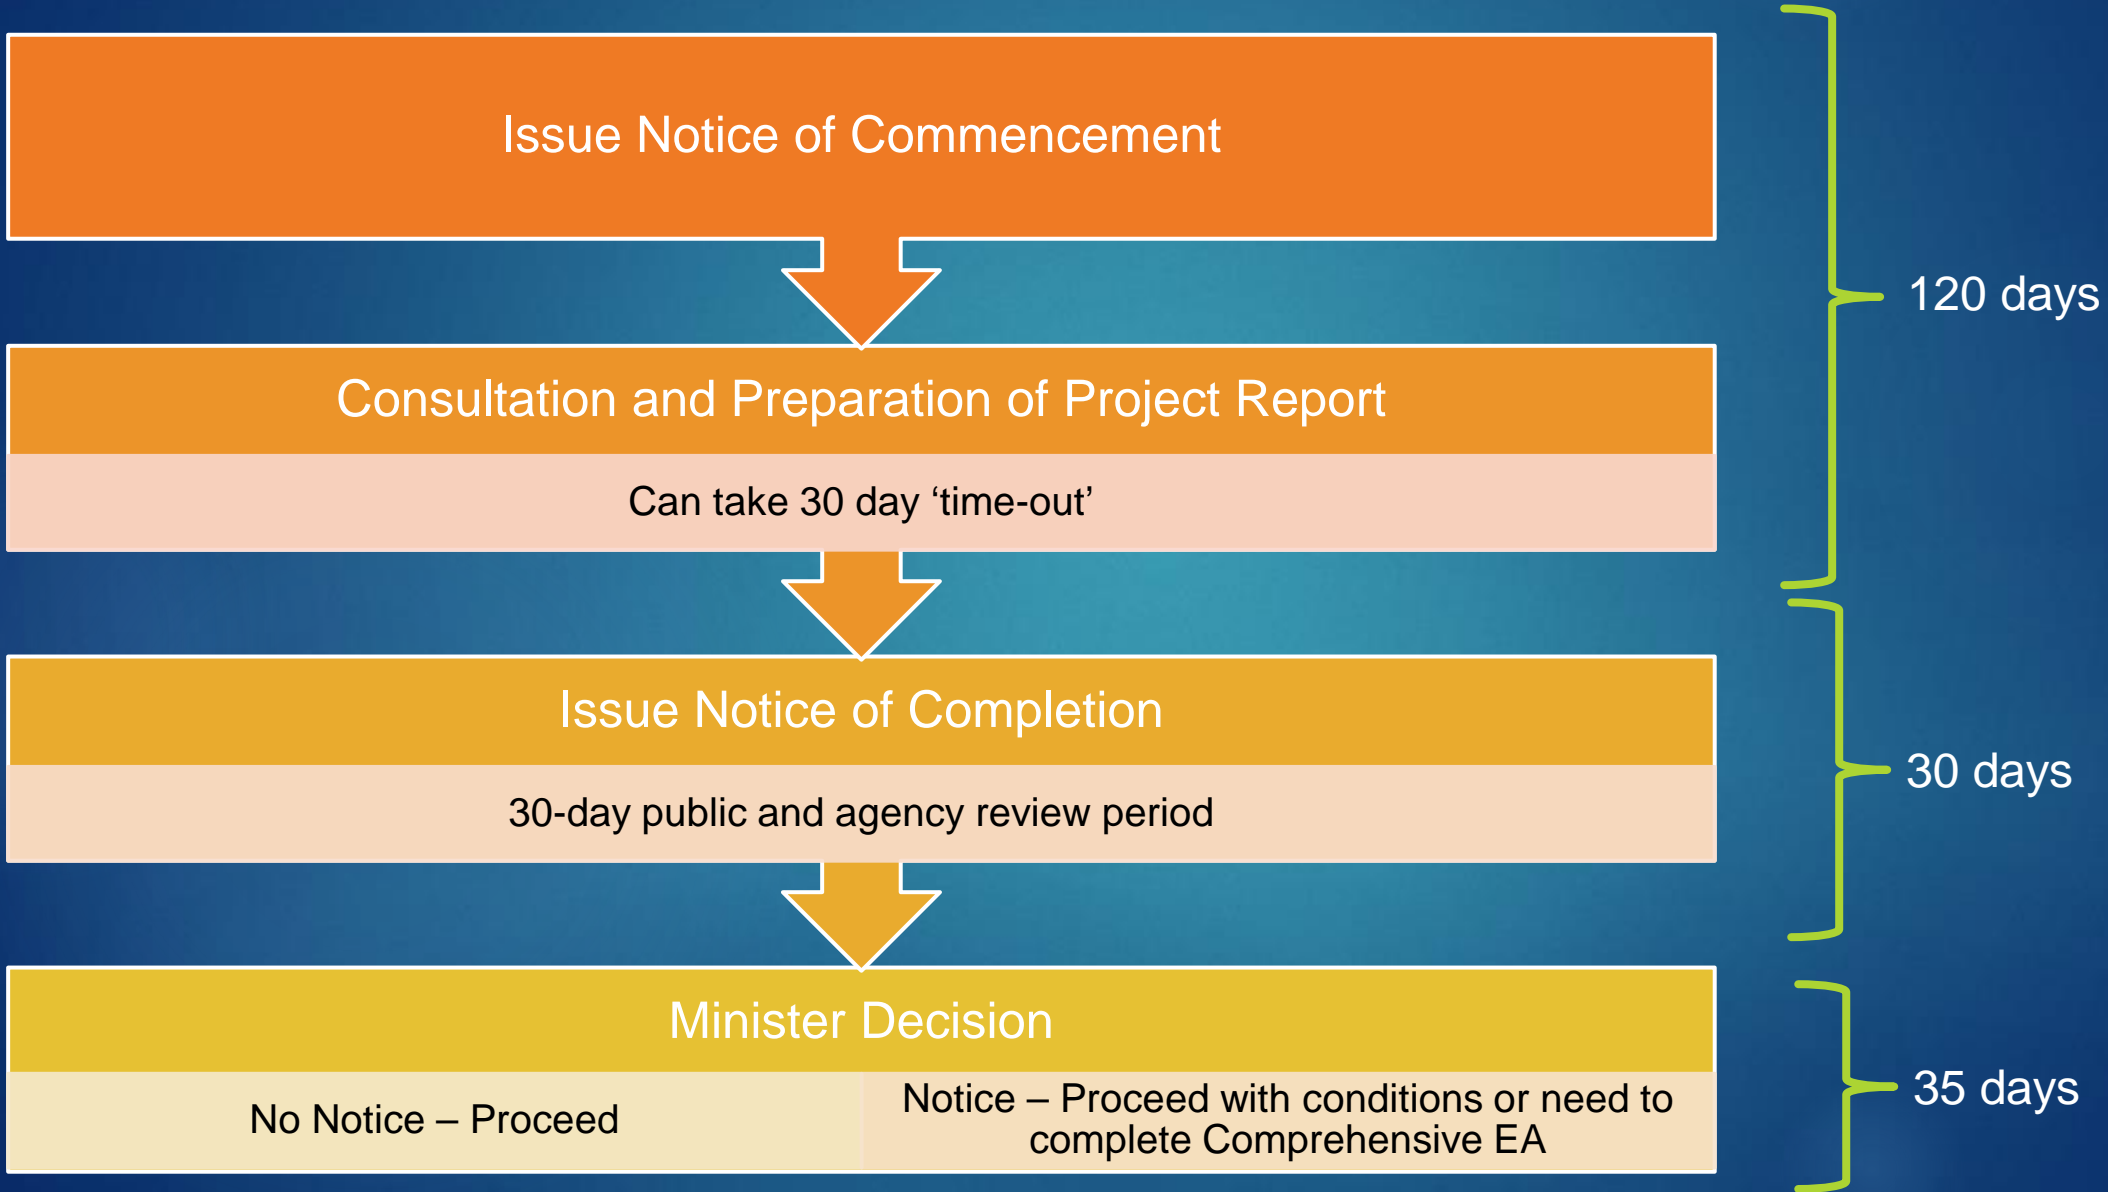 Issue Notice of Commencement
120 days
Consultation and Preparation of Project Report
Can take 30 day ‘time-out’
Issue Notice of Completion
30-day public and agency review period
30 days
Minister Decision
No Notice – Proceed
Notice – Proceed with conditions or need to
complete Comprehensive EA
35 days